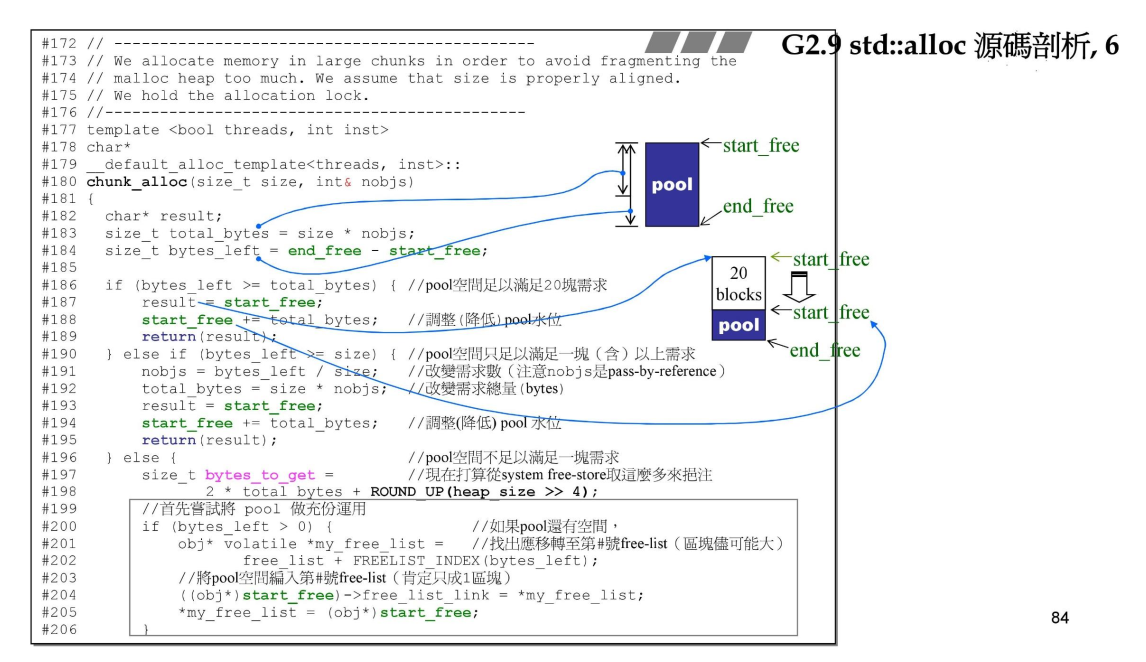 G2.9 std::alloc 源碼剖析, 6
#172 // ----------------------------------------------
#173 // We allocate memory in large chunks in order to avoid fragmenting the
#174 // malloc heap too much. We assume that size is properly aligned.
#175 // We hold the allocation lock.
#176 //----------------------------------------------
#177 template <bool threads, int inst>
#178 char*
#179 __default_alloc_template<threads, inst>::
#180 chunk_alloc(size_t size, int& nobjs)
#181 {
#182 char* result;
#183 size_t total_bytes = size * nobjs;
#184 size_t bytes_left = end_free - start_free;
#185
#186 if (bytes_left >= total_bytes) { //pool空間足以滿足20塊需求
#187 result = start_free;
#188 start_free += total_bytes; //調整(降低)pool水位
#189 return(result);
#190 } else if (bytes_left >= size) { //pool空間只足以滿足一塊（含）以上需求
#191 nobjs = bytes_left / size; //改變需求數（注意nobjs是pass-by-reference）
#192 total_bytes = size * nobjs; //改變需求總量(bytes)
#193 result = start_free;
#194 start_free += total_bytes; //調整(降低) pool 水位
#195 return(result);
#196 } else { //pool空間不足以滿足一塊需求
#197 size_t bytes_to_get = //現在打算從system free-store取這麼多來挹注
#198 2 * total_bytes + ROUND_UP(heap_size >> 4);
#199 //首先嘗試將 pool 做充份運用
#200 if (bytes_left > 0) { //如果pool還有空間，
#201 obj* volatile *my_free_list = //找出應移轉至第#號free-list（區塊儘可能大）
#202 free_list + FREELIST_INDEX(bytes_left);
#203 //將pool空間編入第#號free-list（肯定只成1區塊）
#204 ((obj*)start_free)->free_list_link = *my_free_list;
#205 *my_free_list = (obj*)start_free;
#206 }
start_free
pool
end_free
start_free
20
blocks
start_free
pool
end_free
84